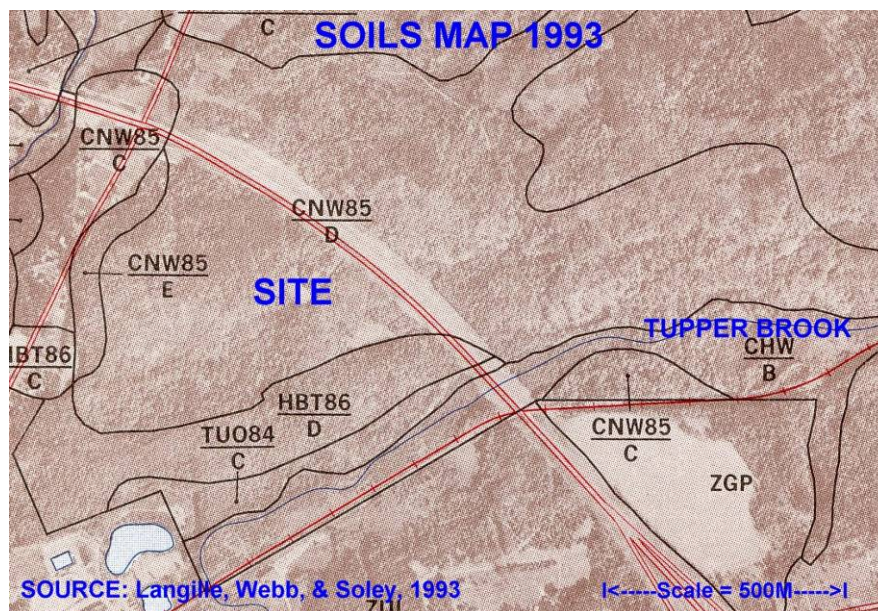 C
SOILS MAP 1993
CNW85
C
CNW85
D
CNW85
E
SITE
TUPPER BROOK
CHW
B
HBT86
C
HBT86
D
TUO84
C
CNW85
C
ZGP
SOURCE: Langille, Webb, & Soley, 1993
I<-----Scale = 500M----->I